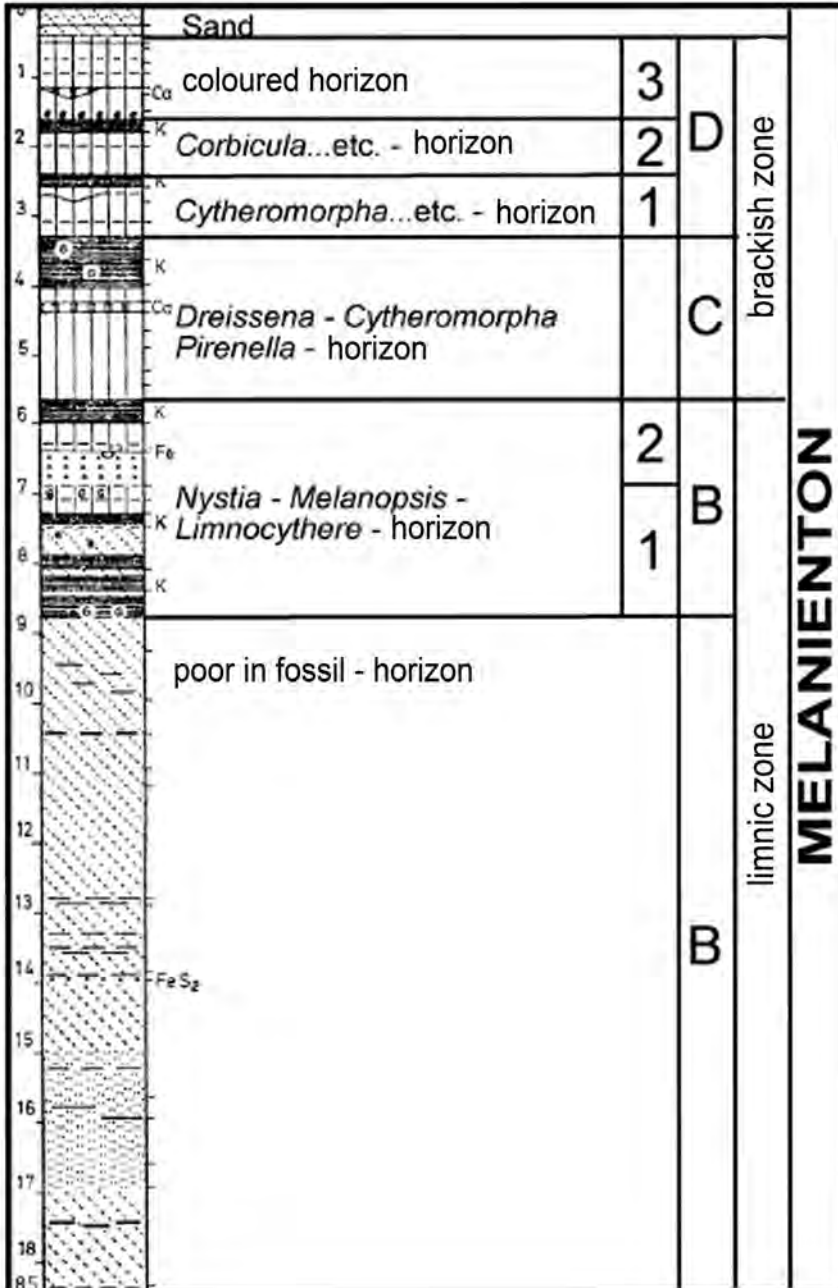 0
Sand
1
Ca
coloured horizon
3
K
2
Corbicula...etc. - horizon
2
D
K
3
Cytheromorpha...etc. - horizon
1
brackish zone
4
K
Ca
Dreissena - Cytheromorpha
Pirenella - horizon
C
5
6
K
Fe
2
7
Nystia - Melanopsis -
K
Limnocythere - horizon
B
8
1
K
G G
9
poor in fossil - horizon
10
11
12
limnic zone
MELANIENTON
13
B
14
FeS2
15
16
17
18
85